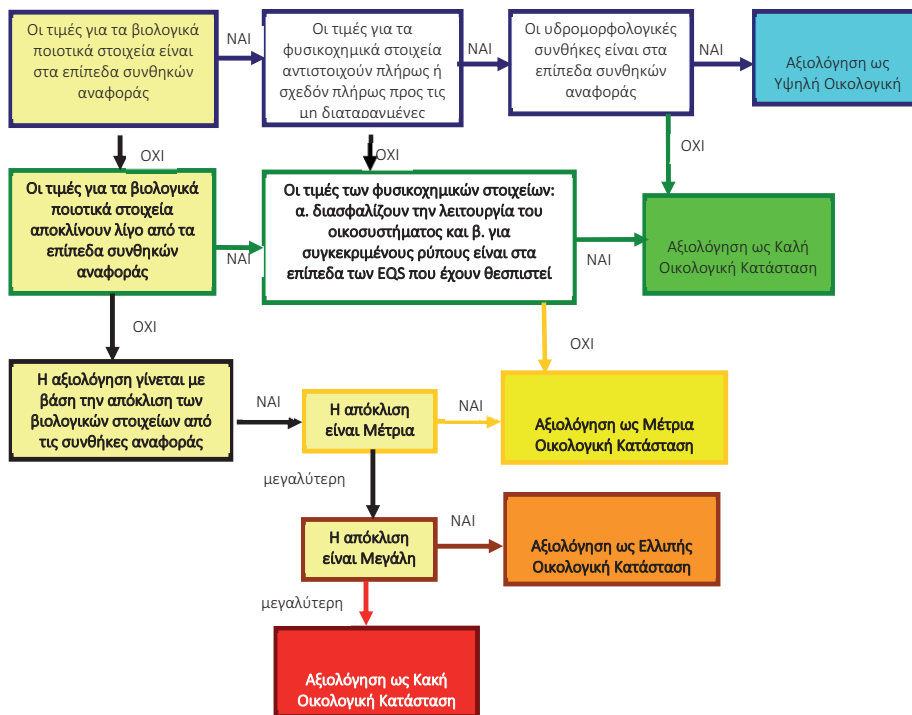 Οι τιμές για τα βιολογικά
ποιοτικά στοιχεία είναι
στα επίπεδα συνθηκών
αναφοράς
ΝΑΙ
Οι τιμές για τα
φυσικοχημικά στοιχεία
αντιστοιχούν πλήρως ή
σχεδόν πλήρως προς τις
μη διαταραγμένες
ΝΑΙ
Οι υδρομορφολογικές
συνθήκες είναι στα
επίπεδα συνθηκών
αναφοράς
ΝΑΙ
Αξιολόγηση ως
Υψηλή Οικολογική
ΟΧΙ
ΟΧΙ
ΟΧΙ
Οι τιμές για τα βιολογικά
ποιοτικά στοιχεία
αποκλίνουν λίγο από τα
επίπεδα συνθηκών
αναφοράς
ΝΑΙ
Οι τιμές των φυσικοχημικών στοιχείων:
α. διασφαλίζουν την λειτουργία του
οικοσυστήματος και β. για
συγκεκριμένους ρύπους είναι στα
επίπεδα των EQS που έχουν θεσπιστεί
ΝΑΙ
Αξιολόγηση ως Καλή
Οικολογική Κατάσταση
ΟΧΙ
ΟΧΙ
Η αξιολόγηση γίνεται με
βάση την απόκλιση των
βιολογικών στοιχείων από
τις συνθήκες αναφοράς
ΝΑΙ
Η απόκλιση
είναι Μέτρια
ΝΑΙ
Αξιολόγηση ως Μέτρια
Οικολογική Κατάσταση
μεγαλύτερη
Η απόκλιση
είναι Μεγάλη
ΝΑΙ
Αξιολόγηση ως Ελλιπής
Οικολογική Κατάσταση
μεγαλύτερη
Αξιολόγηση ως Κακή
Οικολογική Κατάσταση